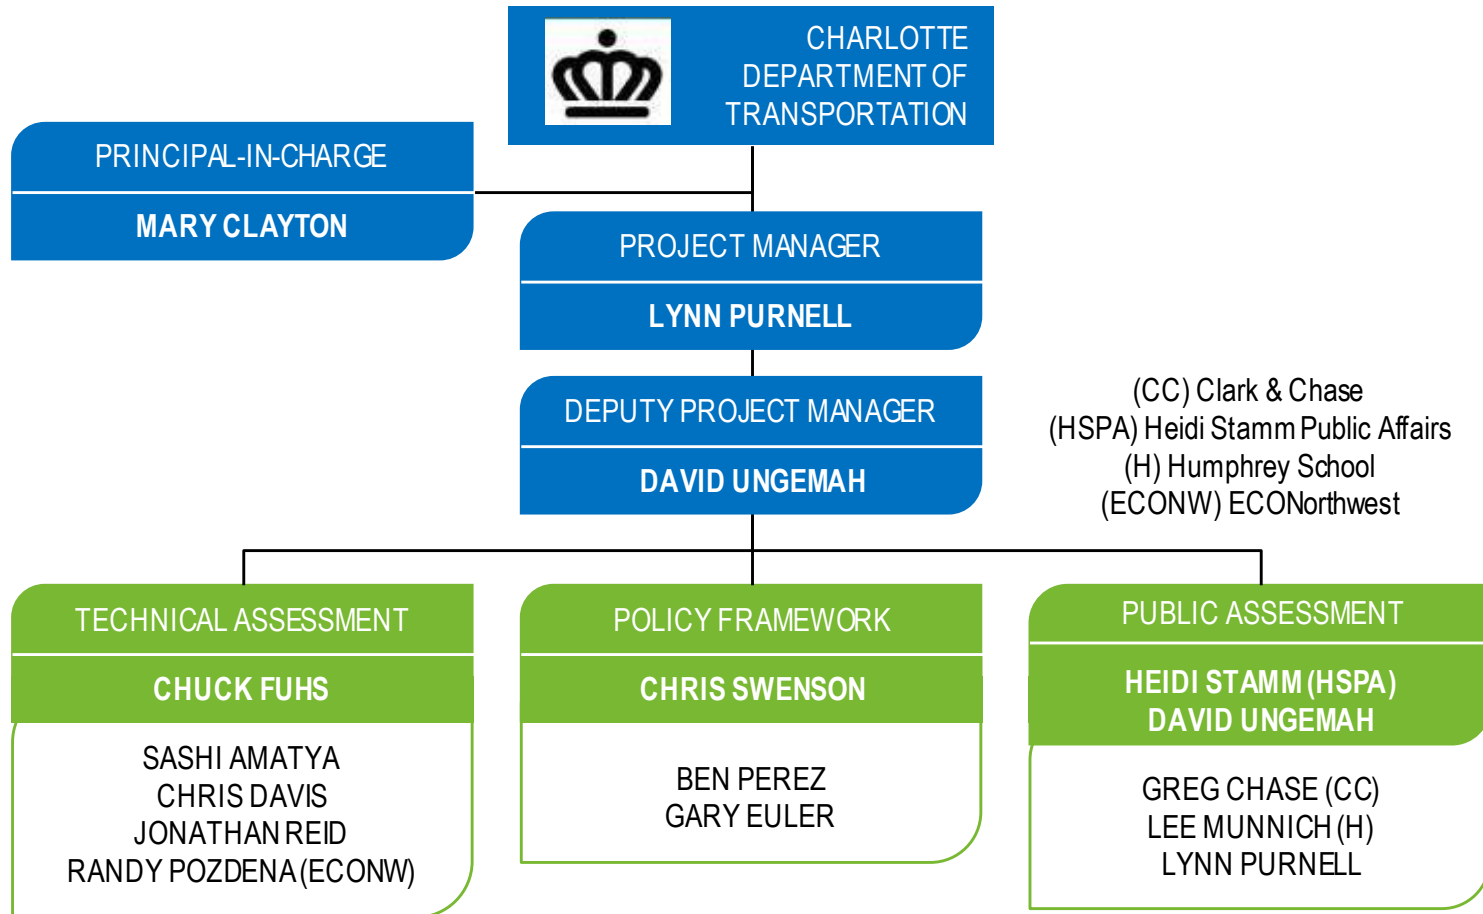 CHARLOTTE
DEPARTMENT OF
TRANSPORTATION
PRINCIPAL-IN-CHARGE
MARY CLAYTON
PROJECT MANAGER
LYNN PURNELL
DEPUTY PROJECT MANAGER
DAVID UNGEMAH
(CC) Clark & Chase
(HSPA) Heidi Stamm Public Affairs
(H) Humphrey School
(ECONW) ECONorthwest
TECHNICAL ASSESSMENT
CHUCK FUHS
SASHI AMATYA
CHRIS DAVIS
JONATHAN REID
RANDY POZDENA (ECONW)
POLICY FRAMEWORK
CHRIS SWENSON
BEN PEREZ
GARY EULER
PUBLIC ASSESSMENT
HEIDI STAMM (HSPA)
DAVID UNGEMAH
GREG CHASE (CC)
LEE MUNNICH (H)
LYNN PURNELL